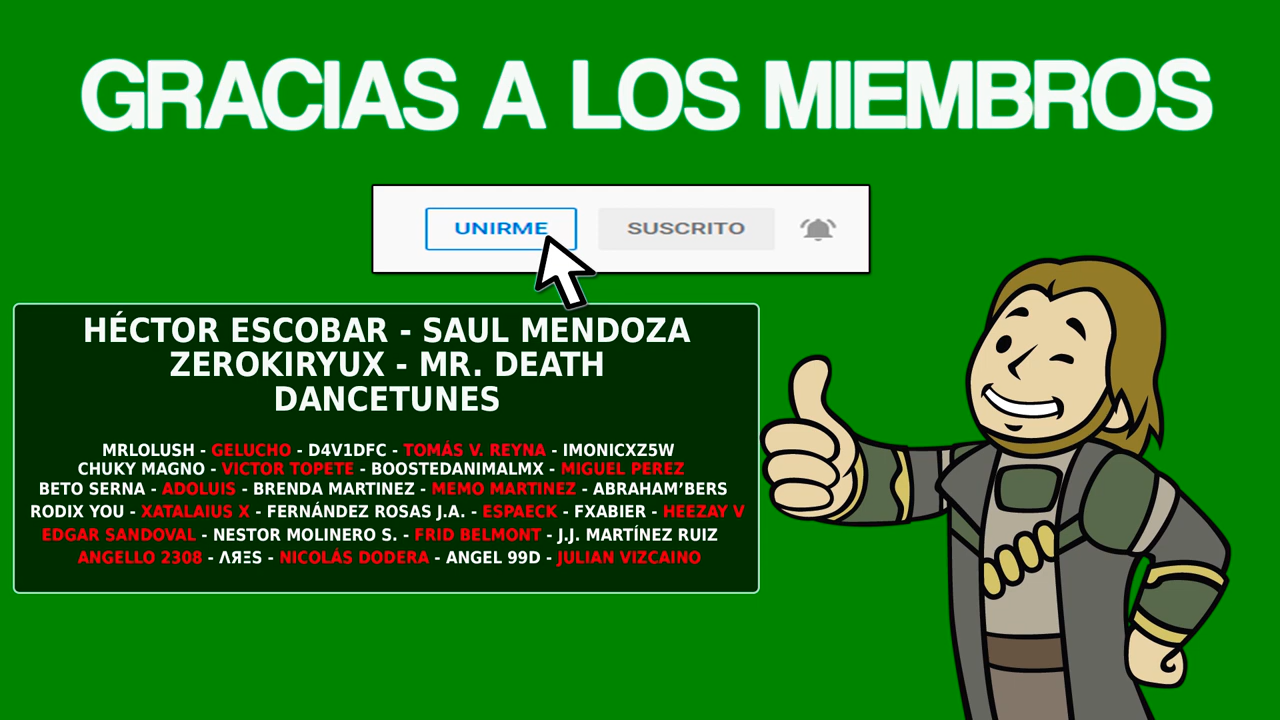 GRACIAS A LOS MIEMBROS
UNIRME SUSCRITO
HÉCTOR ESCOBAR - SAUL MENDOZA
ZEROKIRYUX - MR. DEATH
DANCETUNES
MRLOLUSH - GELUCHO - D4V1DFC - TOMÁS V. REYNA - IMONICXZ5W
CHUKY MAGNO - VICTOR TOPETE - BOOSTEDANIMALMX - MIGUEL PEREZ
BETO SERNA - ADOLUIS - BRENDA MARTINEZ - MEMO MARTINEZ - ABRAHAM’BERS
RODIX YOU - XATALAIUS X - FERNÁNDEZ ROSAS J.A. - ESPAECK - FXABIER - HEEZAY V
EDGAR SANDOVAL - NESTOR MOLINERO S. - FRID BELMONT - J.J. MARTÍNEZ RUIZ
ANGELLO 2308 - ΛЯΞS - NICOLÁS DODERA - ANGEL 99D - JULIAN VIZCAINO